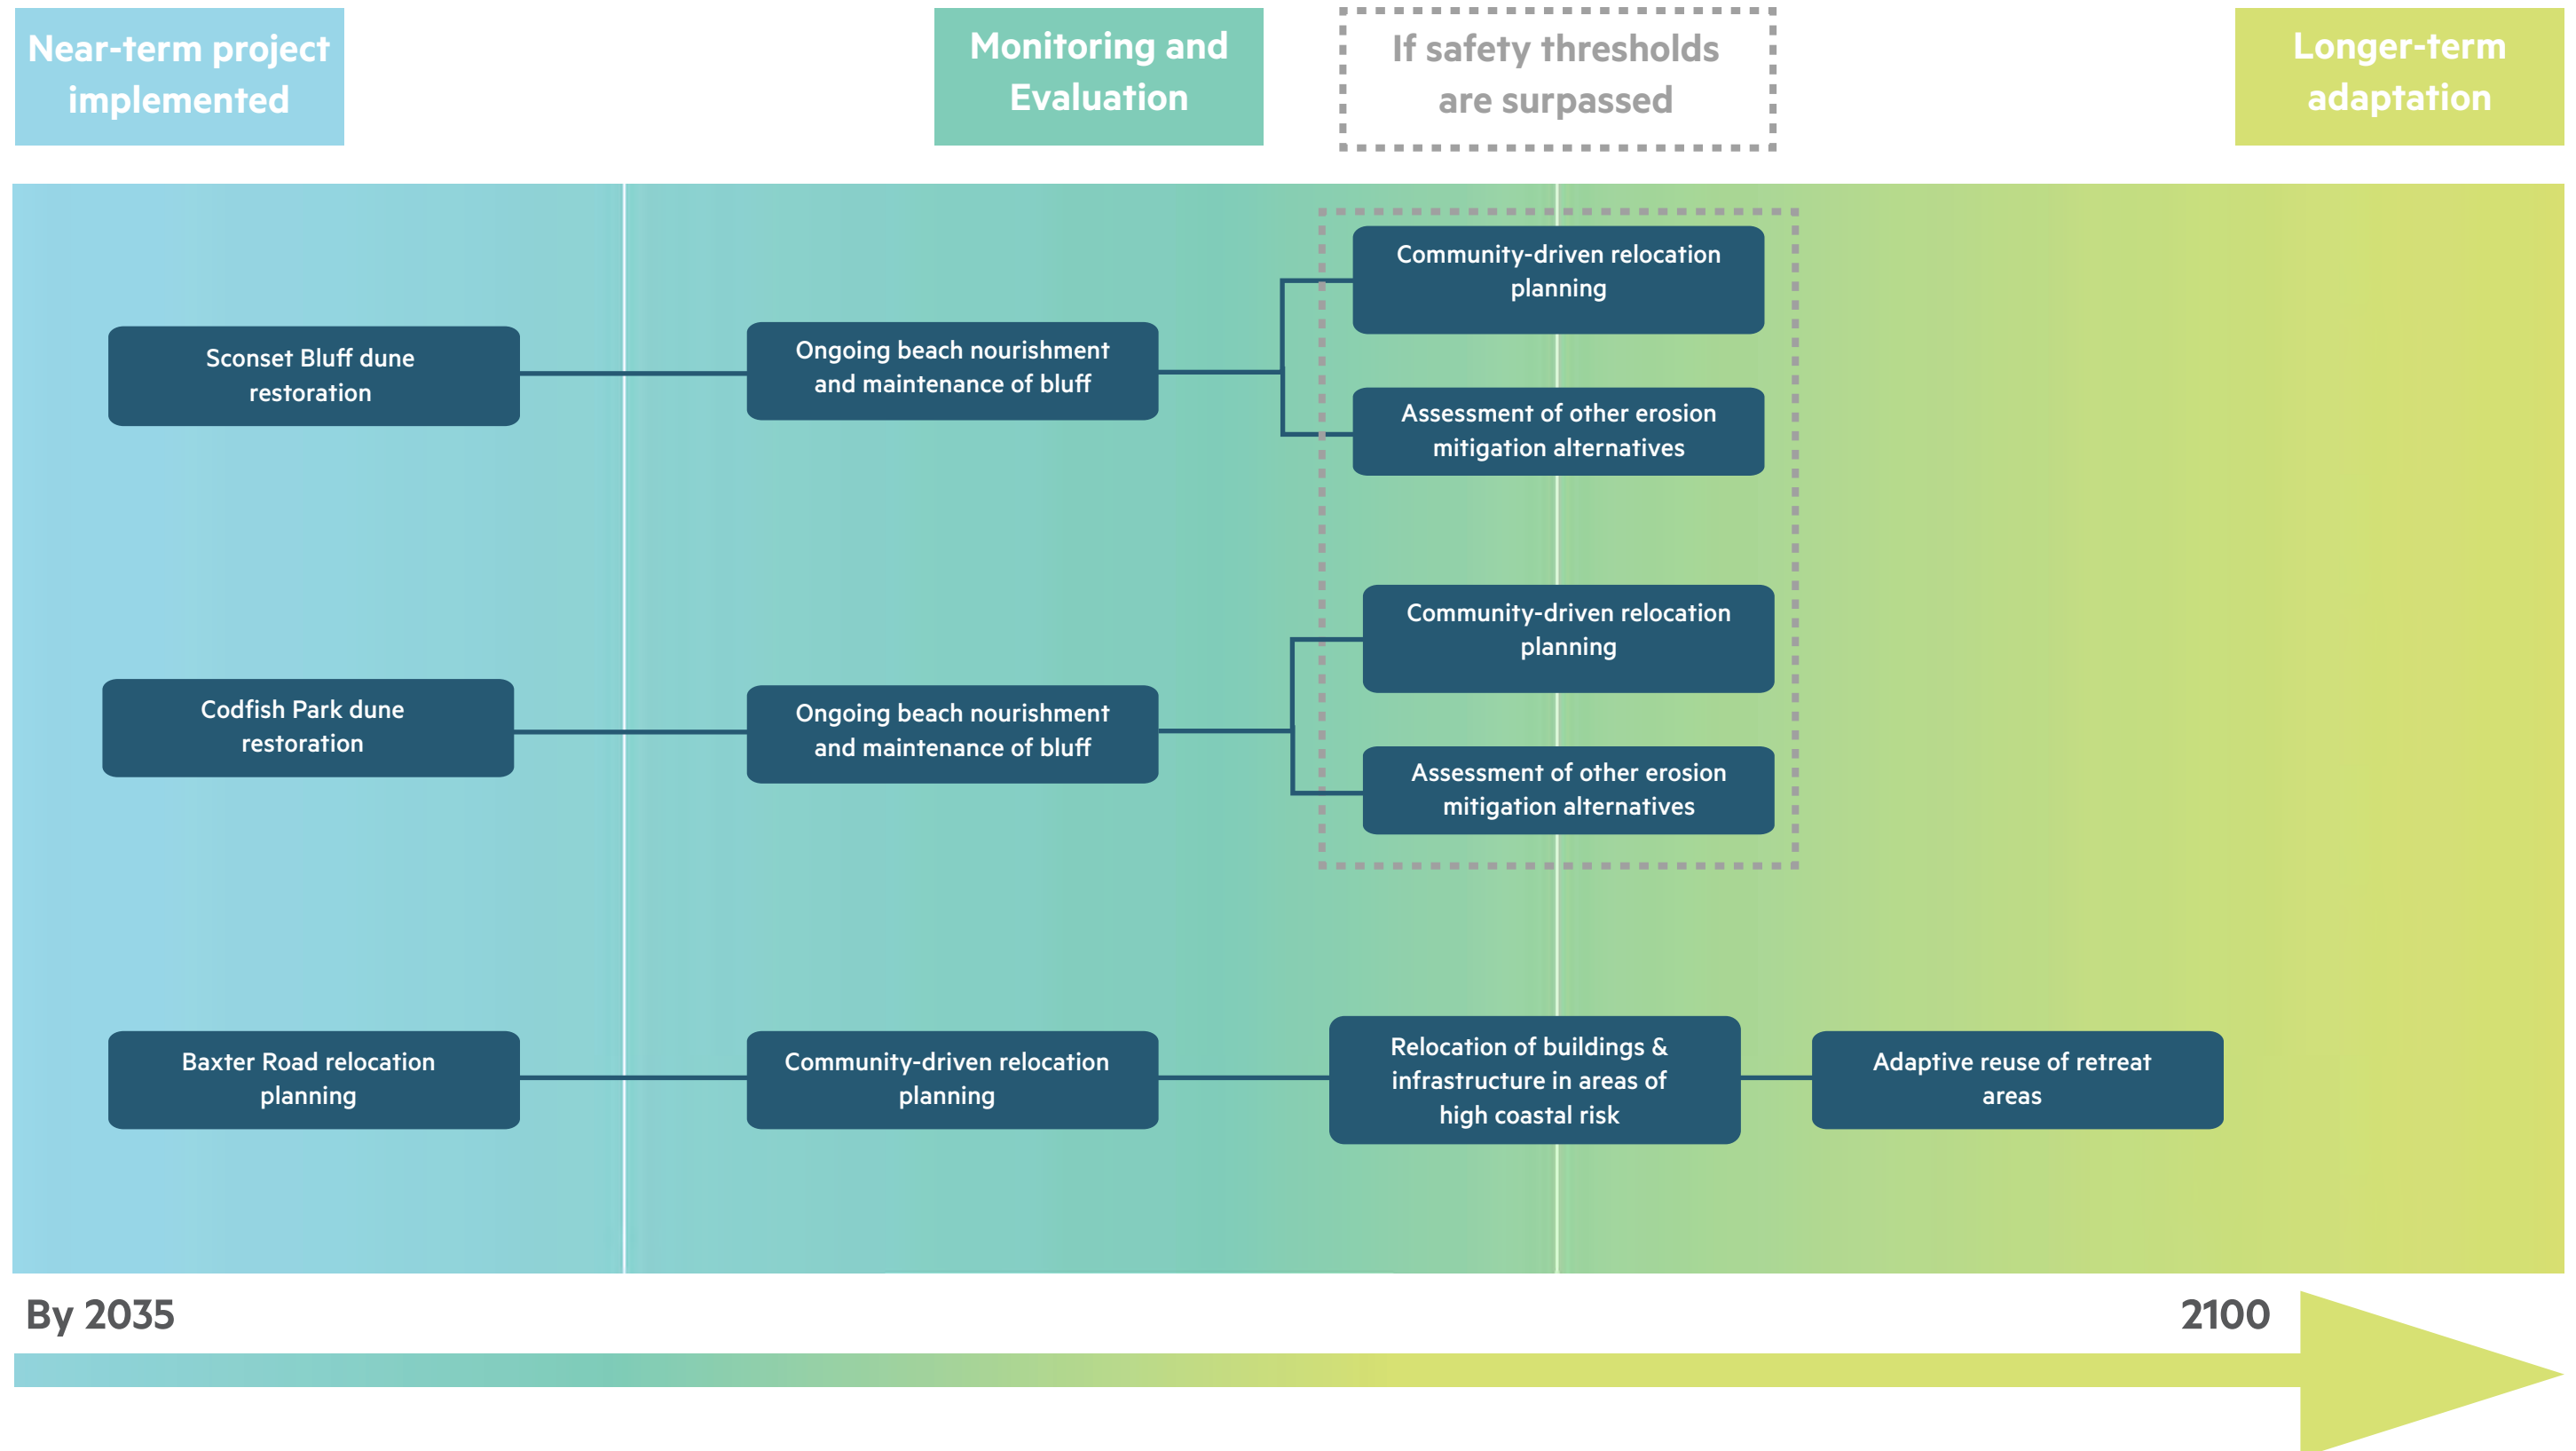 Near-term project
implemented
Monitoring and
Evaluation
If safety thresholds
are surpassed
Longer-term
adaptation
Sconset Bluff dune
restoration
Ongoing beach nourishment
and maintenance of bluff
Community-driven relocation
planning
Assessment of other erosion
mitigation alternatives
Codfish Park dune
restoration
Ongoing beach nourishment
and maintenance of bluff
Community-driven relocation
planning
Assessment of other erosion
mitigation alternatives
Baxter Road relocation
planning
Community-driven relocation
planning
Relocation of buildings &
infrastructure in areas of
high coastal risk
Adaptive reuse of retreat
areas
By 2035
2100